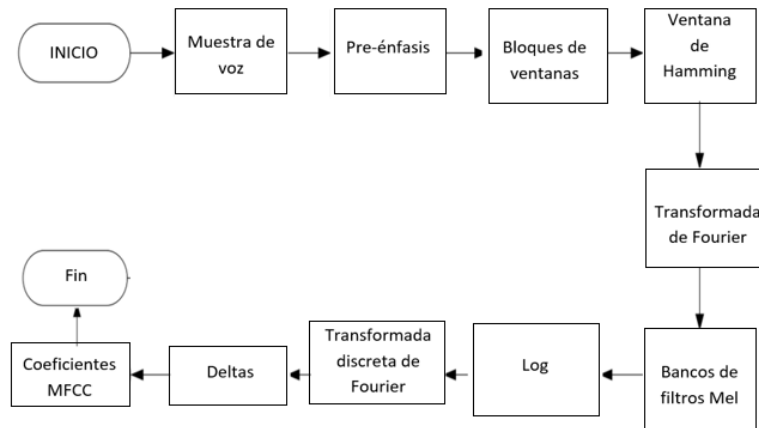 INICIO
Muestra de
voz
Pre-énfasis
Bloques de
ventanas
Ventana
de
Hamming
Transformada
de Fourier
Bancos de
filtros Mel
Log
Transformada
discreta de
Fourier
Deltas
Coeficientes
MFCC
Fin